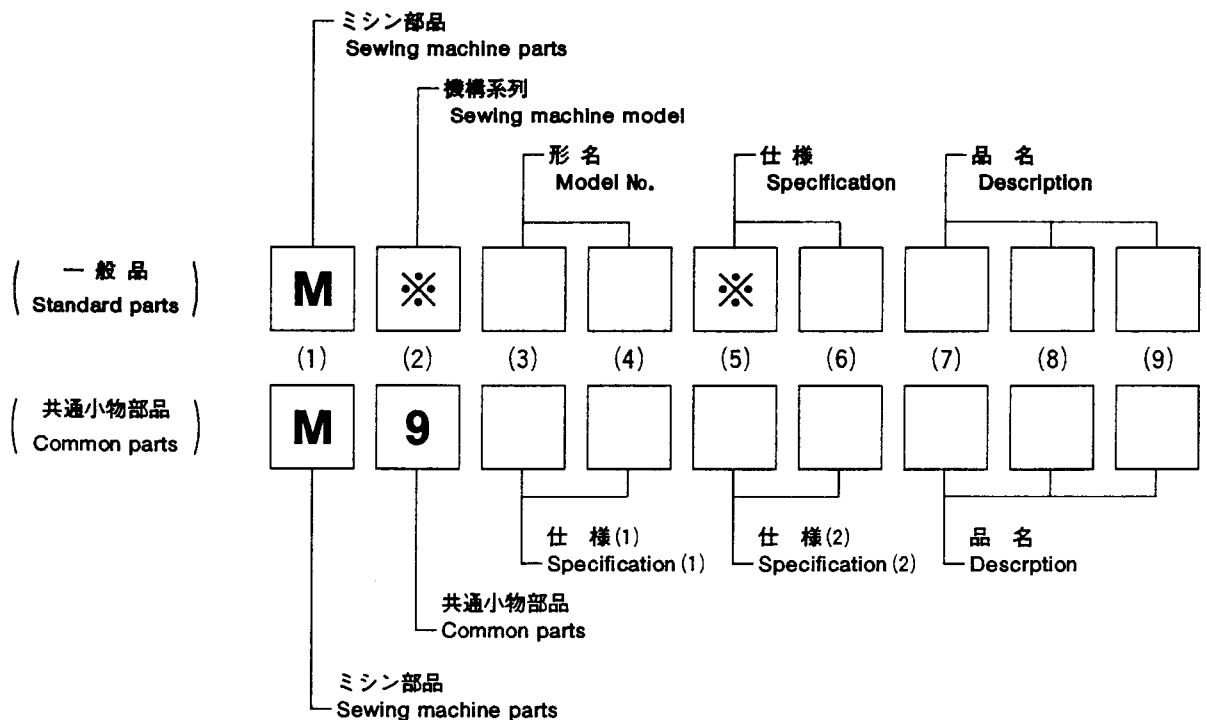 ミシン部品
Sewing machine parts
機構系列
Sewing machine model
形 名
Model No.
仕 様
Specification
品 名
Description
一 般 品
Standard parts
M ※ ※
(1) (2) (3) (4) (5) (6) (7) (8) (9)
共通小物部品
Common parts
M 9
仕 様(1)
Specification(1)
仕 様(2)
Specification(2)
品 名
Descrption
共通小物部品
Common parts
ミシン部品
Sewing machine parts